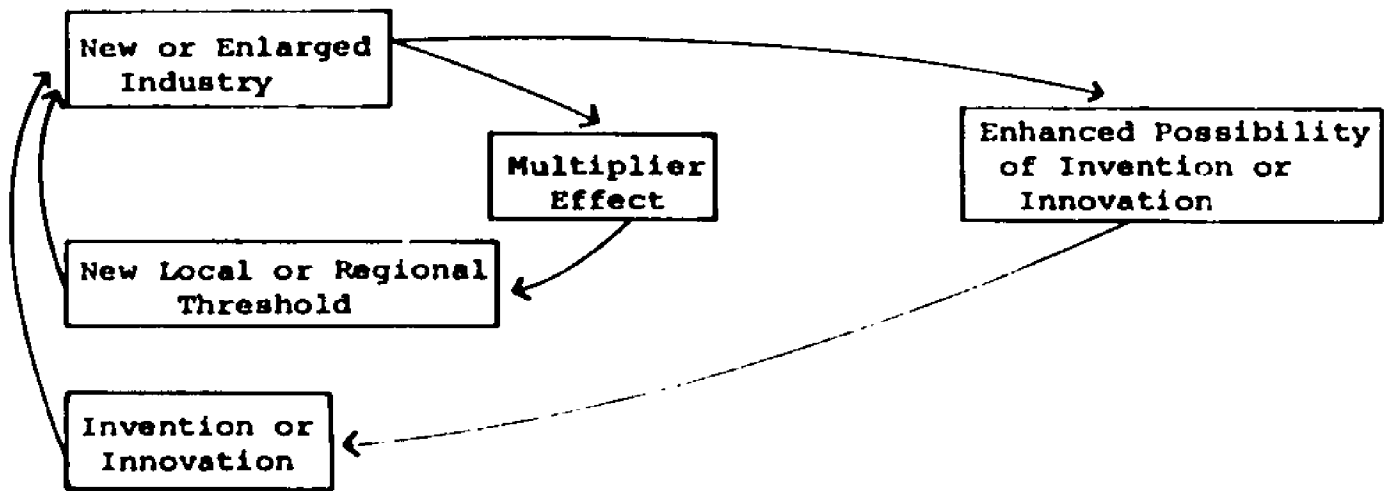 New or Enlarged
Industry
Multiplier
Effect
Enhanced Possibility
of Invention or
Innovation
New Local or Regional
Threshold
Invention or
Innovation